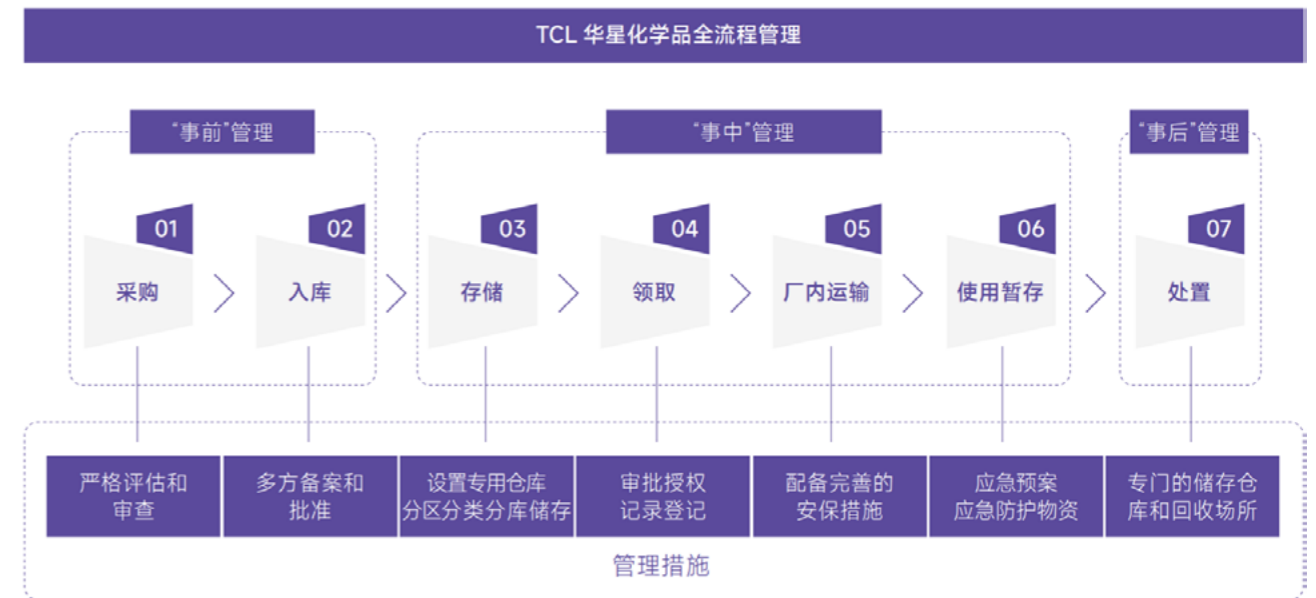 TCL 华星化学品全流程管理
“事前”管理
“事中”管理
“事后”管理
01
02
03
04
05
06
07
采购
入库
存储
领取
厂内运输
使用暂存
处置
严格评估和
审查
多方备案和
批准
设置专用仓库
分区分类分库储存
审批授权
记录登记
配备完善的
安保措施
应急预案
应急防护物资
专门的储存仓
库和回收场所
管理措施